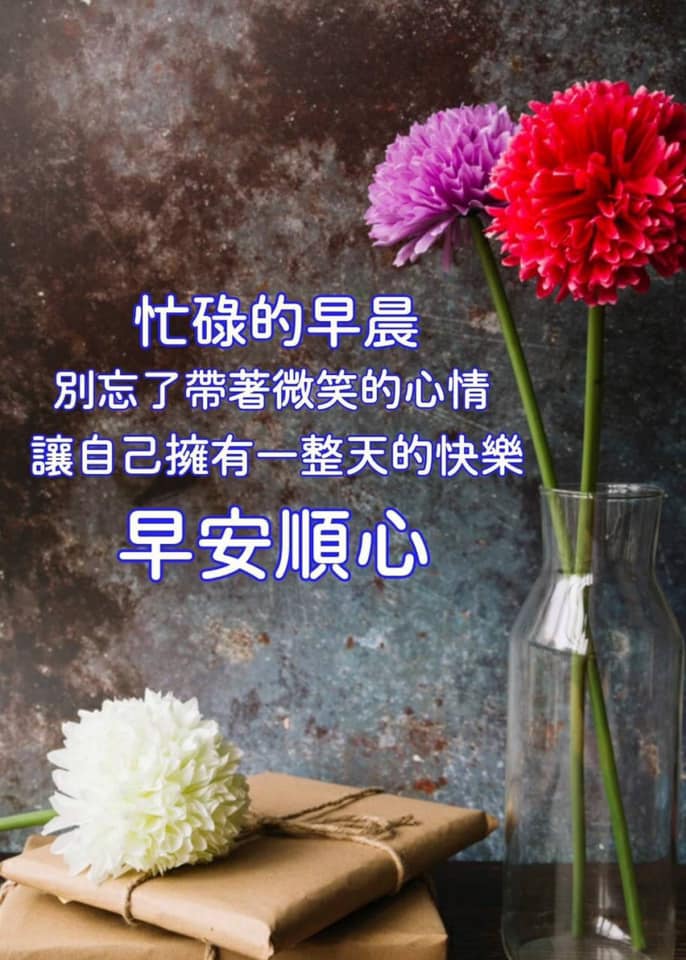 忙碌的早晨
別忘了帶著微笑的心情
讓自己擁有一整天的快樂
早安順心